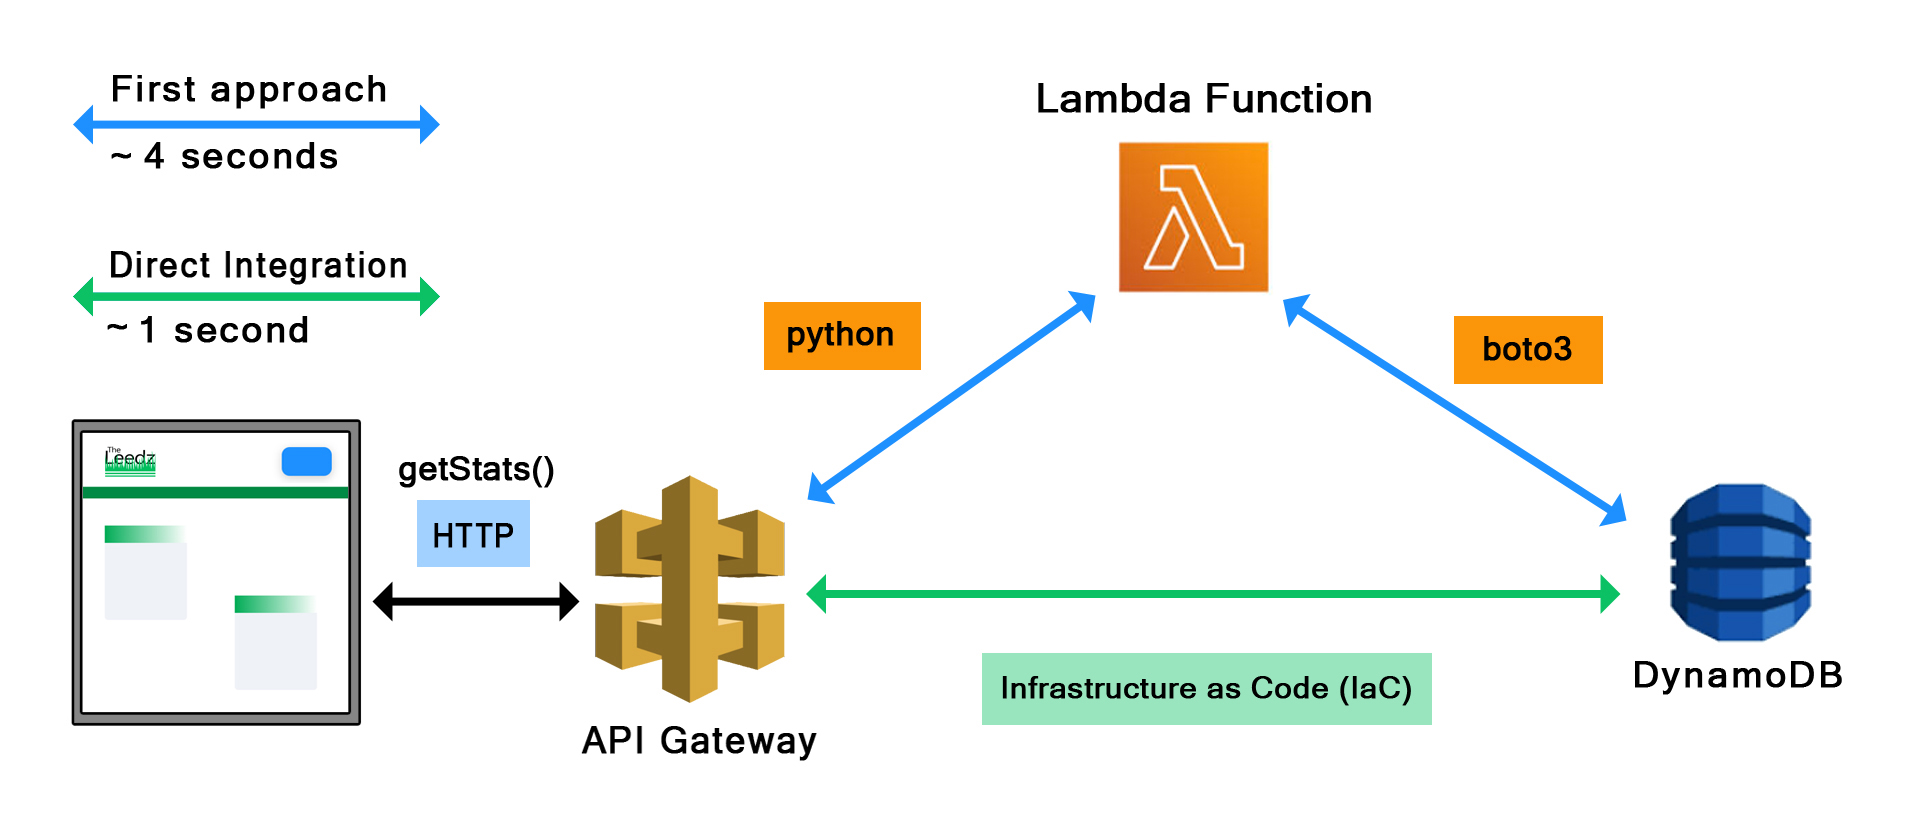 First approach
~ 4 seconds
Direct Integration
~ 1 second
Lambda Function
python
boto3
The
Leedz
getStats()
HTTP
API Gateway
Infrastructure as Code (IaC)
DynamoDB